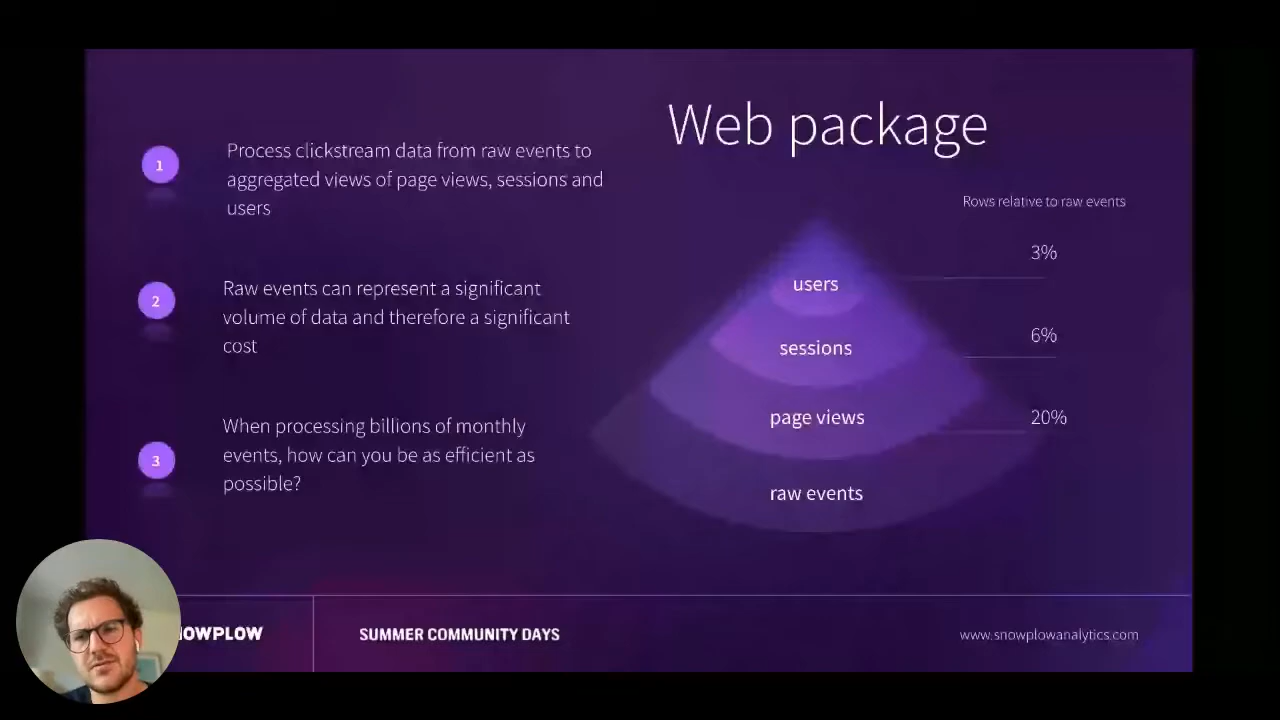 Web package
1
Process clickstream data from raw events to
aggregated views of page views, sessions and
users
2
Raw events can represent a significant
volume of data and therefore a significant
cost
3
When processing billions of monthly
events, how can you be as efficient as
possible?
Rows relative to raw events
3%
users
6%
sessions
20%
page views
raw events
NOWPLOW
SUMMER COMMUNITY DAYS
www.snowplowanalytics.com